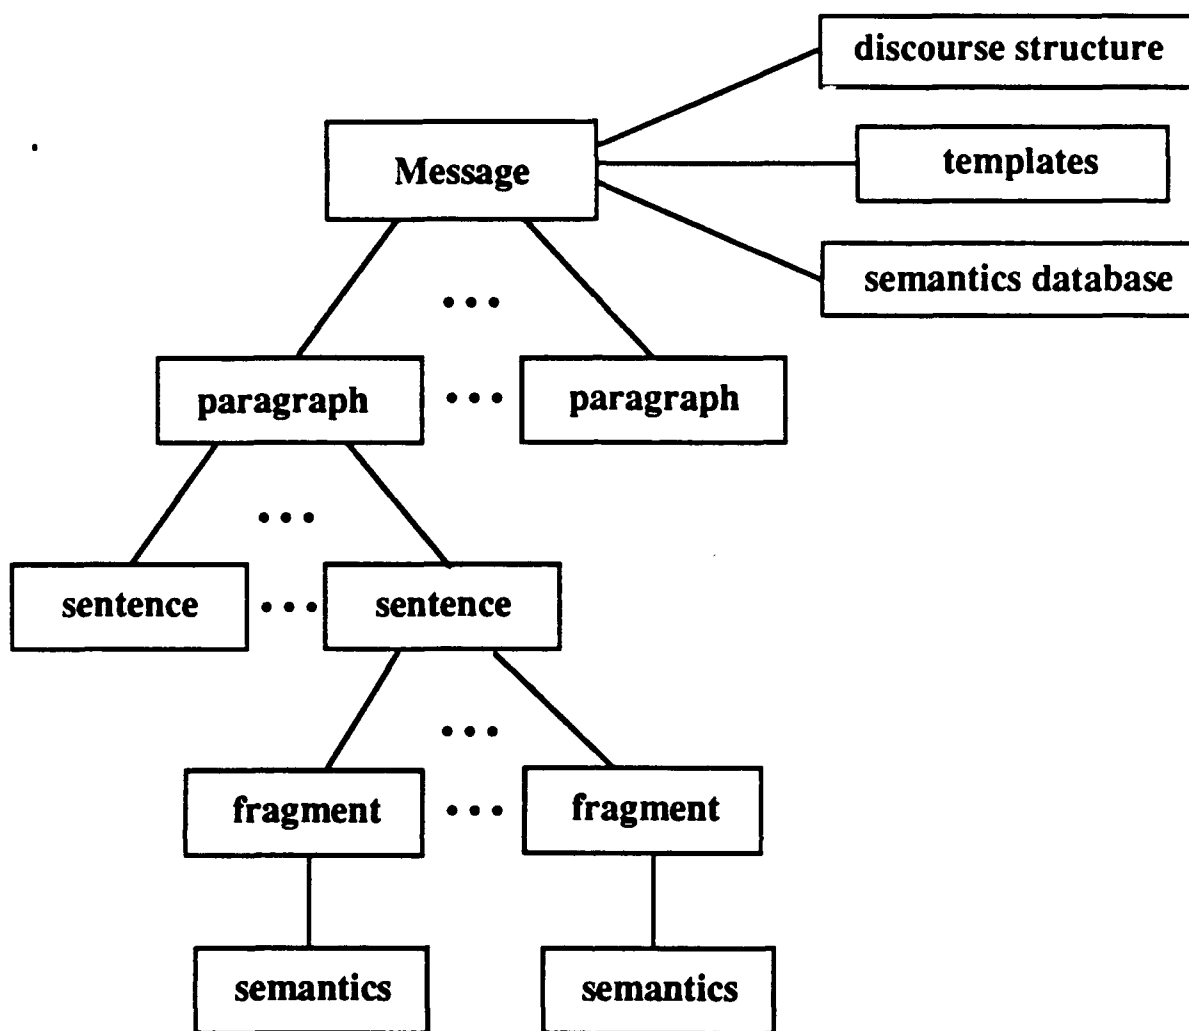 discourse structure
Message
templates
semantics database
• • •
paragraph
• • •
paragraph
• • •
sentence
• • •
sentence
• • •
fragment
• • •
fragment
semantics
semantics